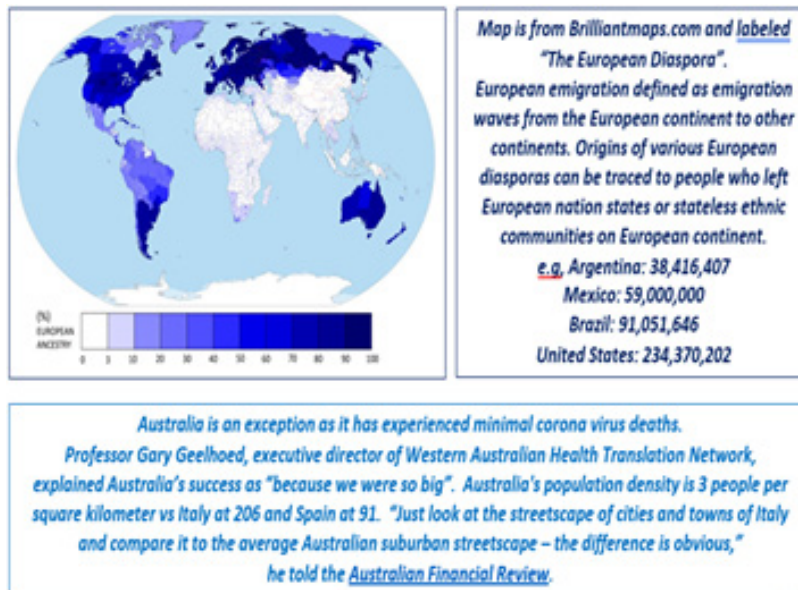 Map is from Brilliantmaps.com and labeled
"The European Diaspora".
European emigration defined as emigration
waves from the European continent to other
continents. Origins of various European
diasporas can be traced to people who left
European nation states or stateless ethnic
communities on European continent.
e.g, Argentina: 38,416,407
Mexico: 59,000,000
Brazil: 91,051,646
United States: 234,370,202
(%)
EUROPEAN
ANCESTRY
0 3 10 20 30 40 50 60 70 80 90 100
Australia is an exception as it has experienced minimal corona virus deaths.
Professor Gary Geelhoed, executive director of Western Australian Health Translation Network,
explained Australia's success as "because we were so big". Australia's population density is 3 people per
square kilometer vs Italy at 206 and Spain at 91. "Just look at the streetscape of cities and towns of Italy
and compare it to the average Australian suburban streetscape – the difference is obvious,"
he told the Australian Financial Review.